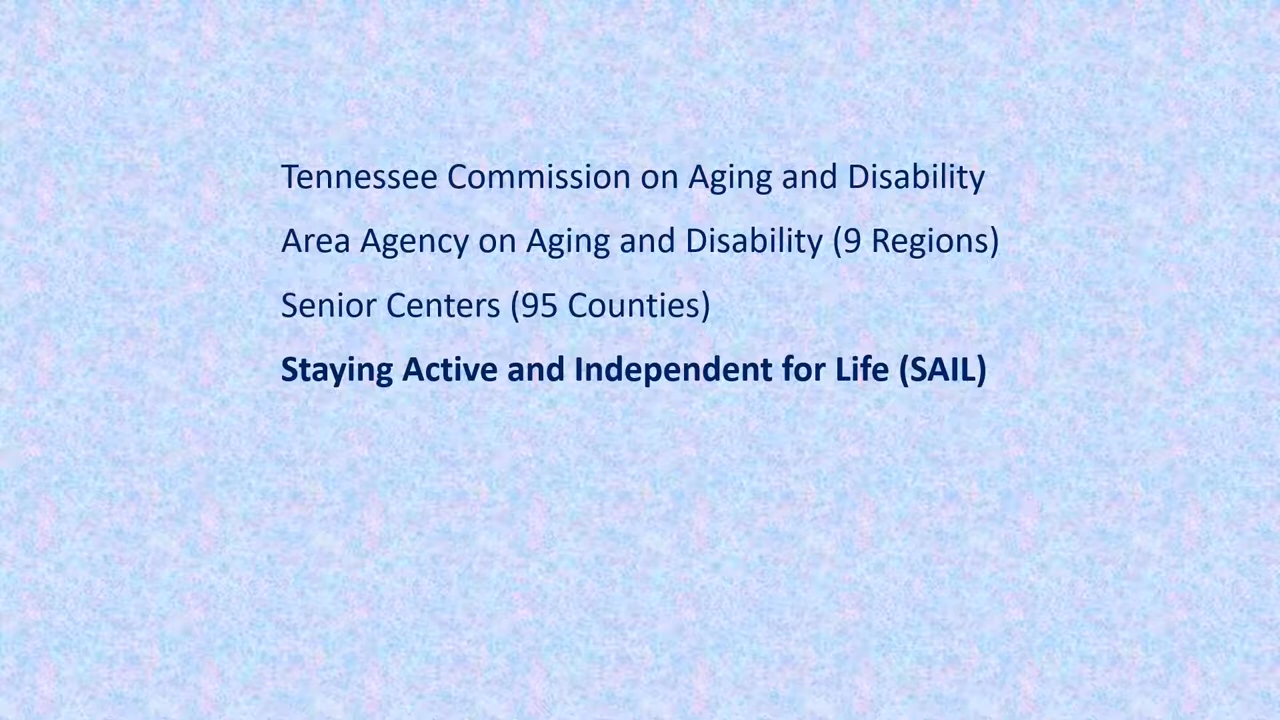 Tennessee Commission on Aging and Disability
Area Agency on Aging and Disability (9 Regions)
Senior Centers (95 Counties)
Staying Active and Independent for Life (SAIL)